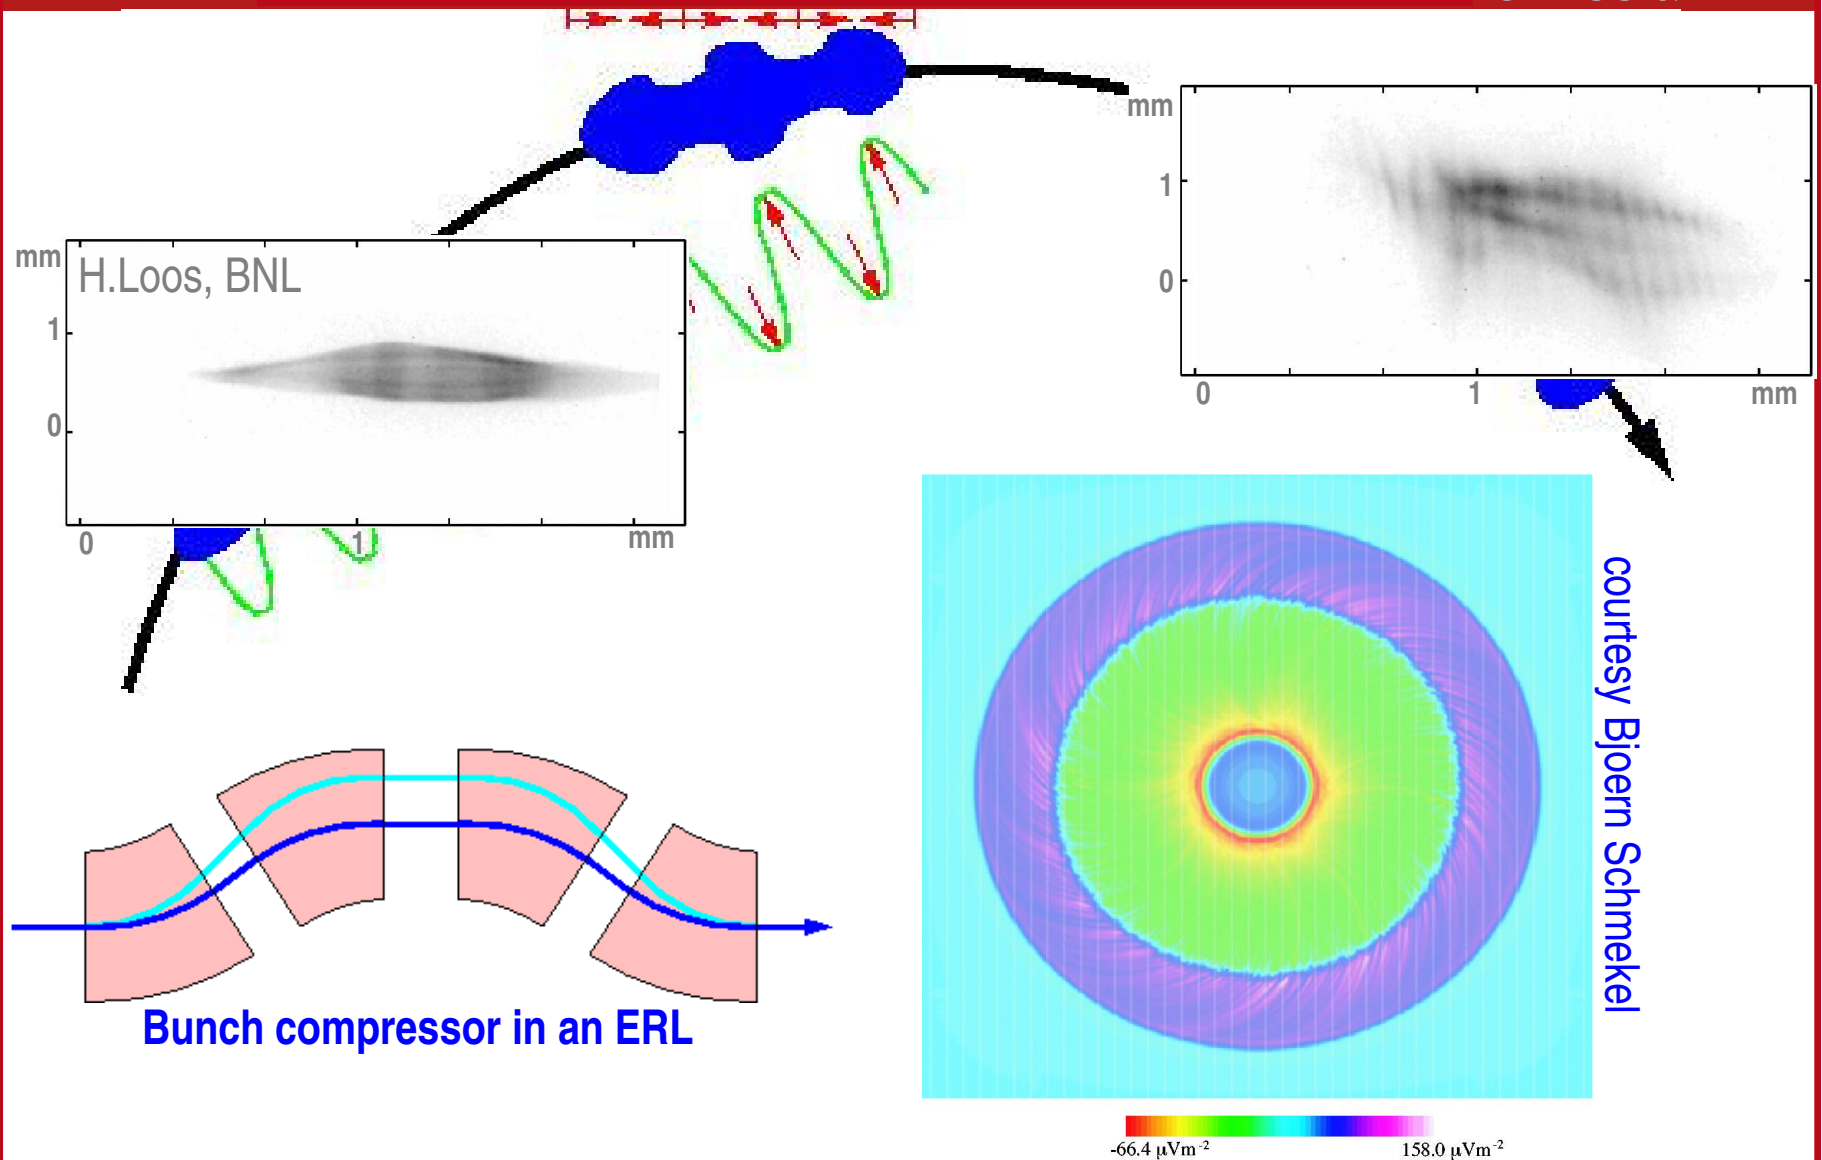 mm
1
0
0
1
mm
mm
H.Loos, BNL
1
0
0
1
mm
courtesy Bjoern Schmekel
Bunch compressor in an ERL
-66.4 µVm⁻²
158.0 µVm⁻²